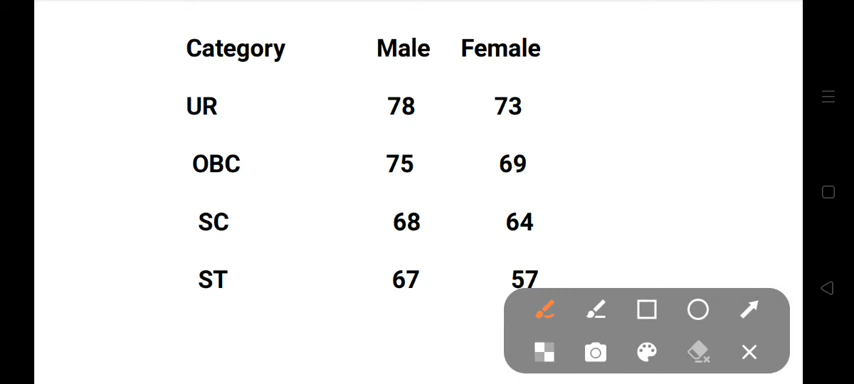 Category Male Female
UR 78 73
OBC 75 69
SC 68 64
ST 67 57